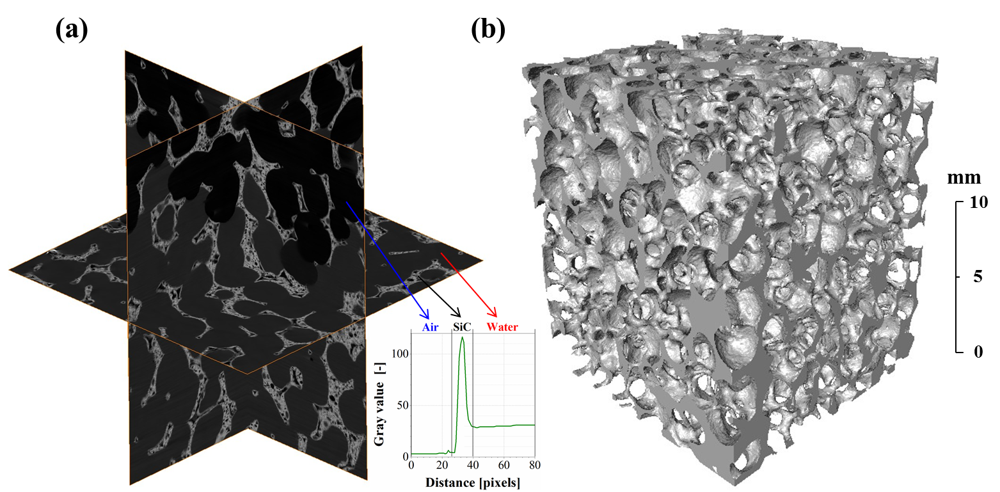 (a)
(b)
mm
10
5
0
Air SiC Water
100
50
0
Gray value [-]
0 20 40 60 80
Distance [pixels]